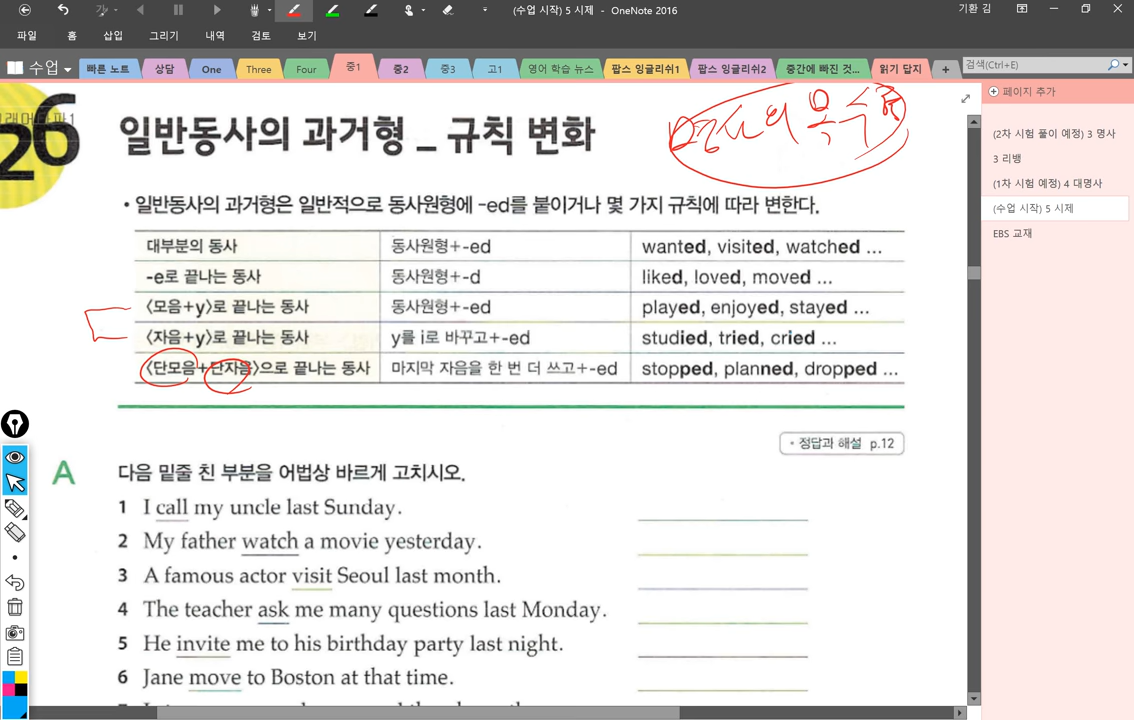 (수업 시작) 5 시제 - OneNote 2016
기환 김
파일 홈 삽입 그리기 내역 검토 보기
수업 빠른 노트 상담 One Three Four 중1 중2 중3 고1 영어 학습 뉴스 팝스 잉글리쉬1 팝스 잉글리쉬2 중간에 빠진 것... 읽기 답지 +
검색(Ctrl+E)
페이지 추가
(2차 시험 풀이 예정) 3 명사
3 리뱅
(1차 시험 예정) 4 대명사
(수업 시작) 5 시제
EBS 교재
26
일반동사의 과거형 _ 규칙 변화
명사의 복수형
• 일반동사의 과거형은 일반적으로 동사원형에 -ed를 붙이거나 몇 가지 규칙에 따라 변한다.
대부분의 동사 동사원형+-ed wanted, visited, watched ...
-e로 끝나는 동사 동사원형+-d liked, loved, moved ...
〈모음+y〉로 끝나는 동사 동사원형+-ed played, enjoyed, stayed ...
〈자음+y〉로 끝나는 동사 y를 i로 바꾸고+-ed studied, tried, cried ...
〈단모음+단자음〉으로 끝나는 동사 마지막 자음을 한 번 더 쓰고+-ed stopped, planned, dropped ...
• 정답과 해설 p.12
A 다음 밑줄 친 부분을 어법상 바르게 고치시오.
1 I call my uncle last Sunday.
2 My father watch a movie yesterday.
3 A famous actor visit Seoul last month.
4 The teacher ask me many questions last Monday.
5 He invite me to his birthday party last night.
6 Jane move to Boston at that time.